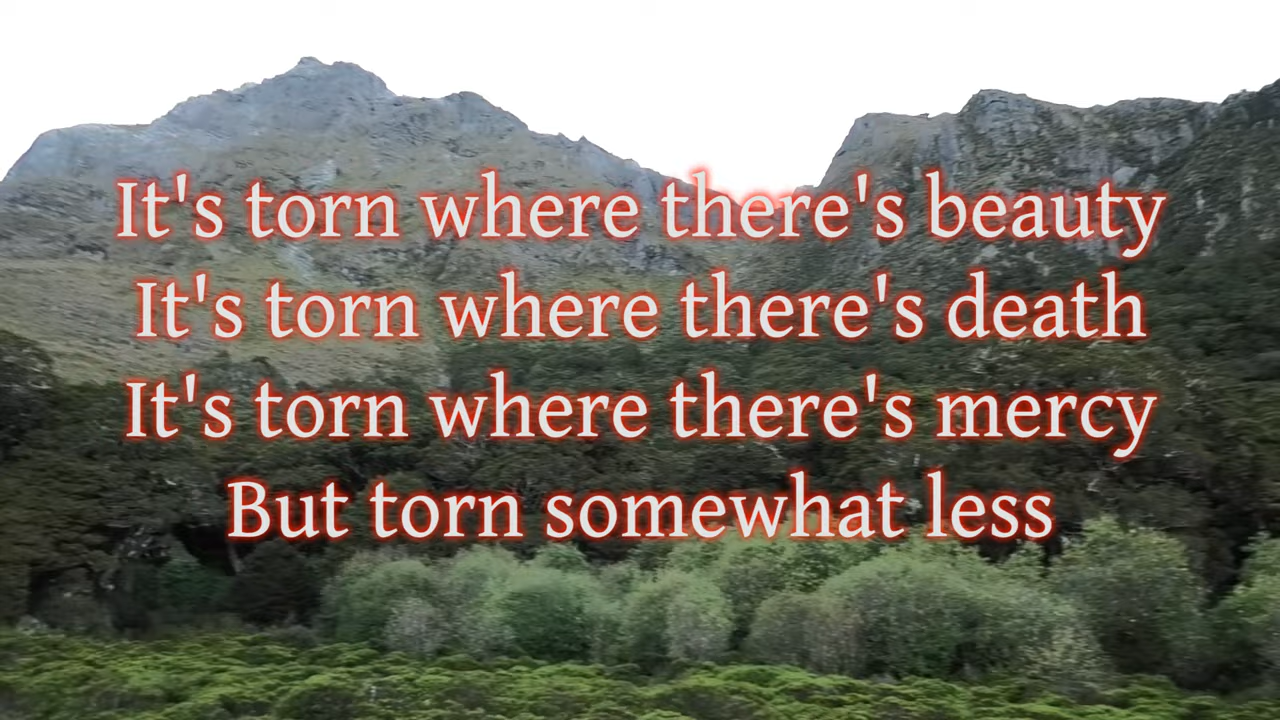 It's torn where there's beauty
It's torn where there's death
It's torn where there's mercy
But torn somewhat less